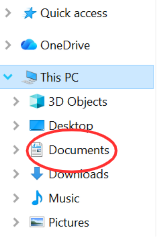 Quick access
OneDrive
This PC
3D Objects
Desktop
Documents
Downloads
Music
Pictures